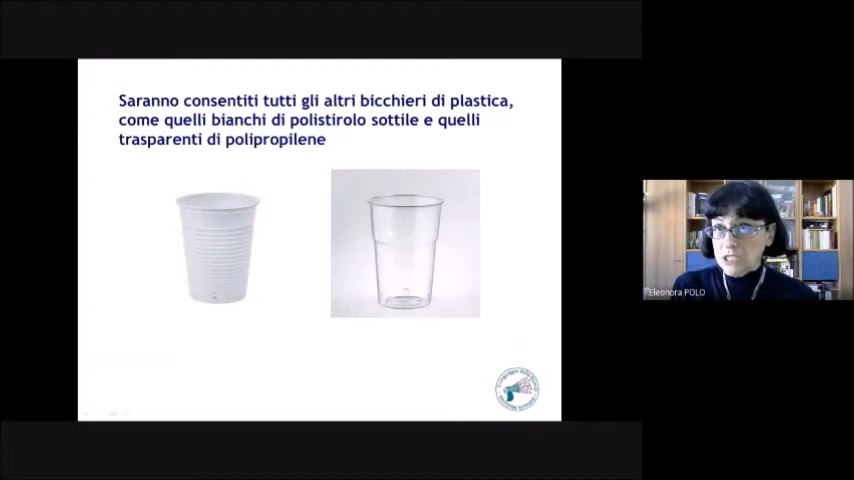 Saranno consentiti tutti gli altri bicchieri di plastica,
come quelli bianchi di polistirolo sottile e quelli
trasparenti di polipropilene
Eleonora POLO